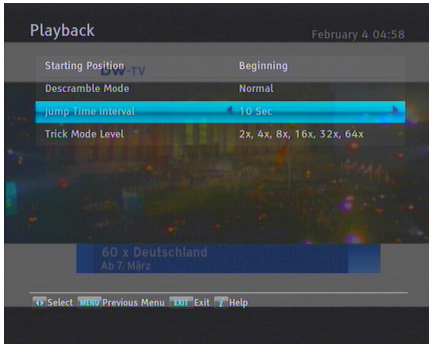 Playback
February 4 04:58
Starting Position Beginning
DW-TV
Descramble Mode Normal
Jump Time Interval 10 Sec
Trick Mode Level 2x, 4x, 8x, 16x, 32x, 64x
60 x Deutschland
Ab 7. März
Select MENU Previous Menu EXIT Exit i Help